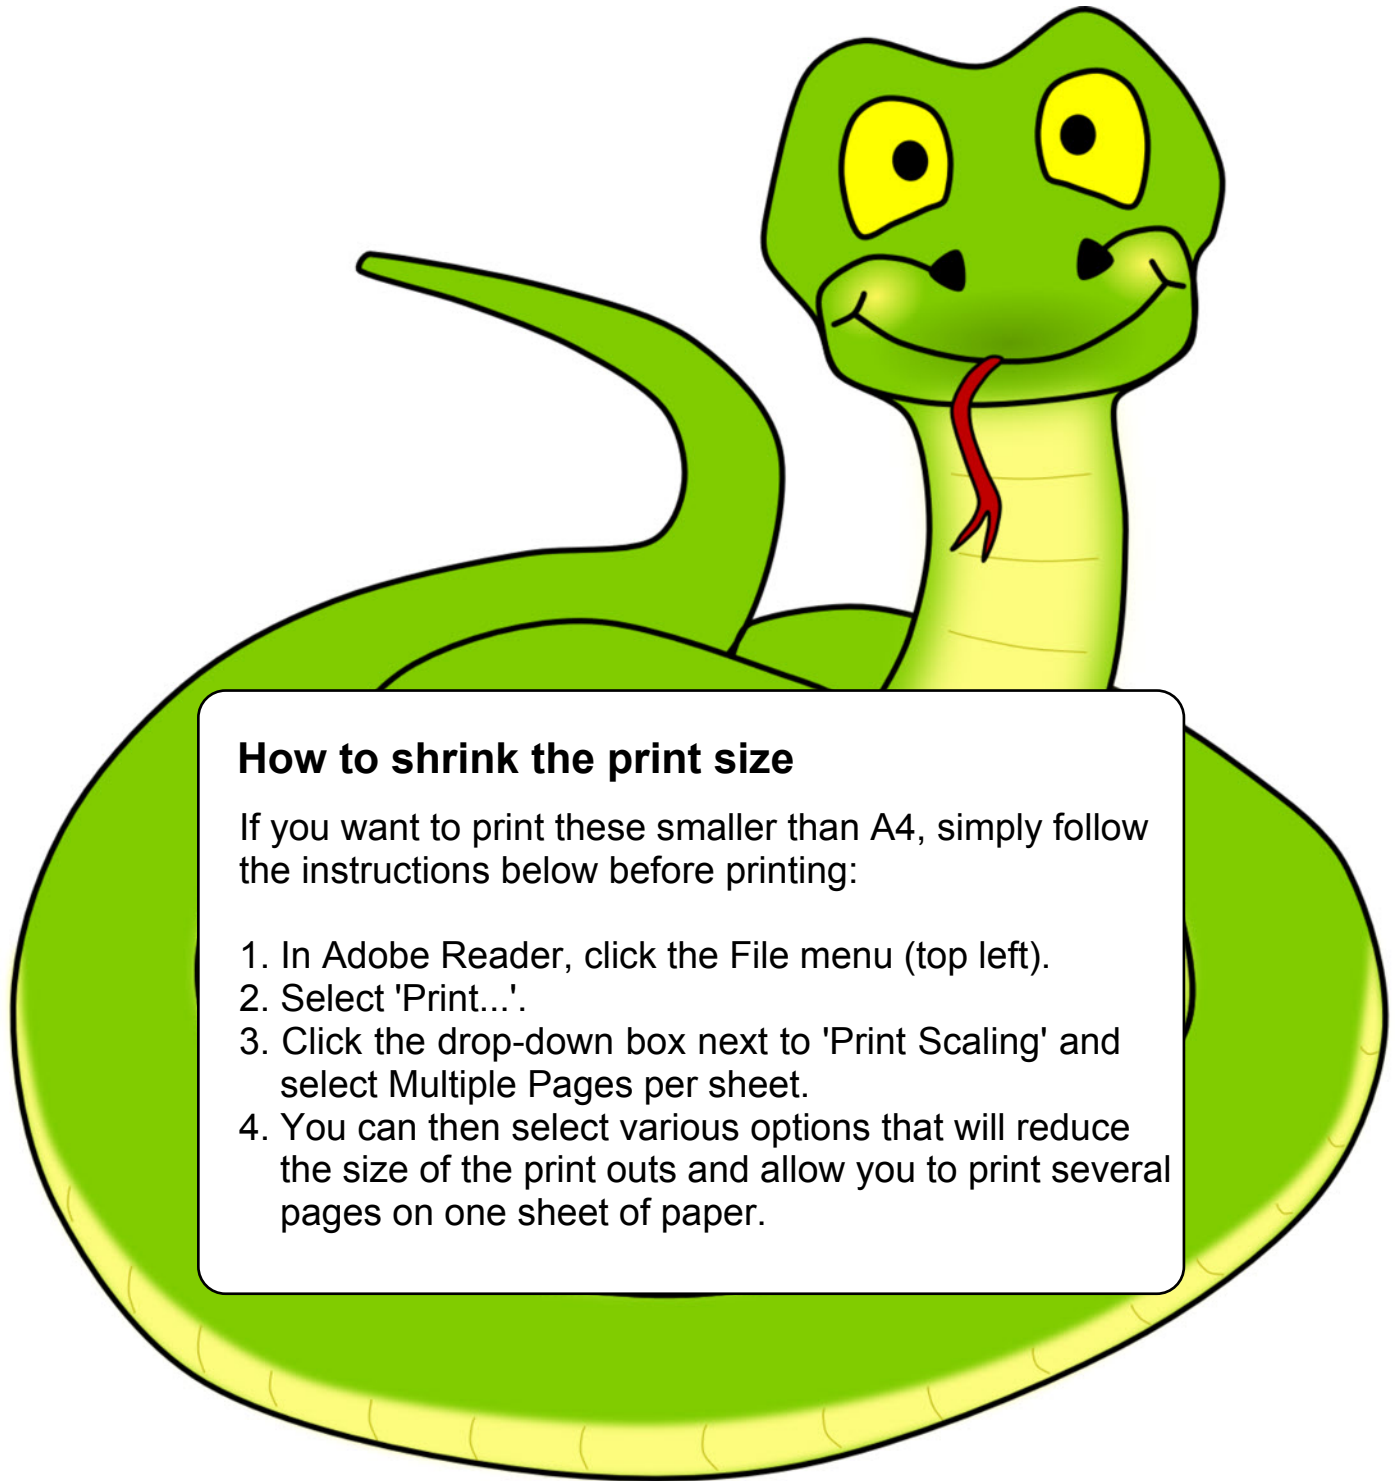 How to shrink the print size
If you want to print these smaller than A4, simply follow
the instructions below before printing:
1. In Adobe Reader, click the File menu (top left).
2. Select 'Print...'.
3. Click the drop-down box next to 'Print Scaling' and
select Multiple Pages per sheet.
4. You can then select various options that will reduce
the size of the print outs and allow you to print several
pages on one sheet of paper.